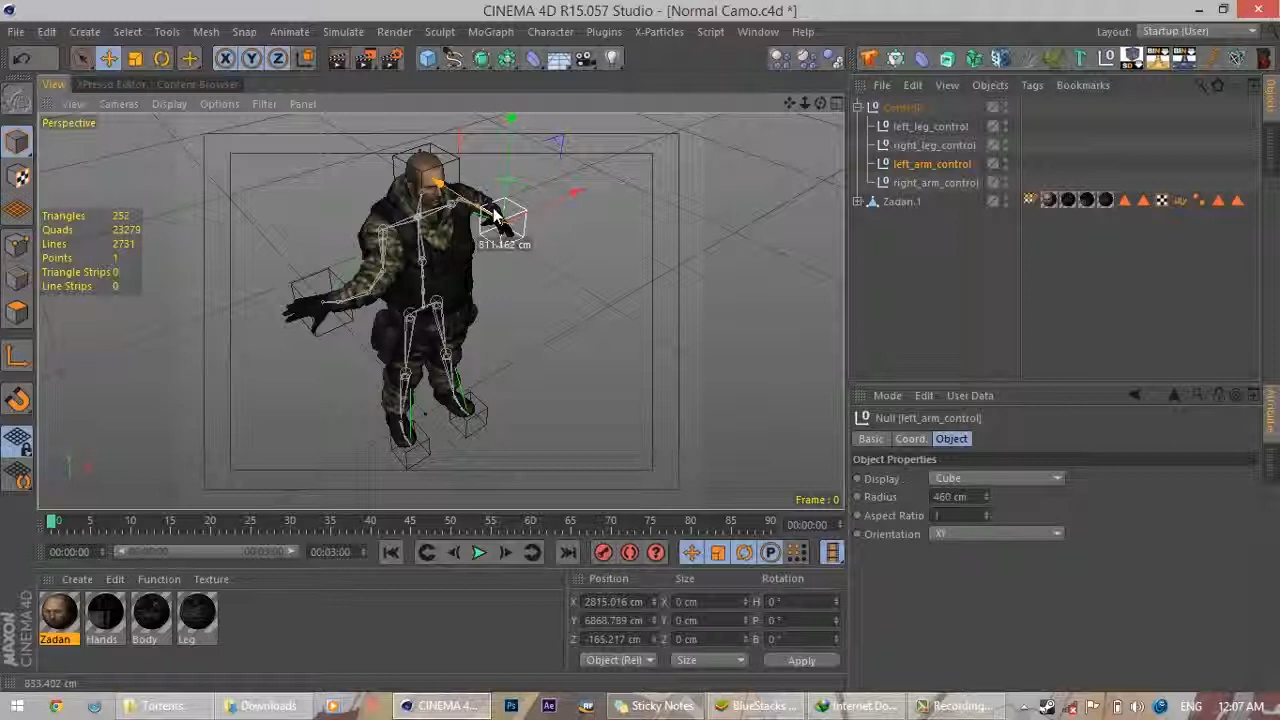 CINEMA 4D R15.057 Studio - [Normal Camo.c4d *]
File Edit Create Select Tools Mesh Snap Animate Simulate Render Sculpt MoGraph Character Plugins X-Particles Script Window Help
Layout: Startup (User)
View XPresso Editor Content Browser
View Cameras Display Options Filter Panel
Perspective
Triangles 252
Quads 23279
Lines 2731
Points 1
Triangle Strips 0
Line Strips 0
811.162 cm
Frame : 0
File Edit View Objects Tags Bookmarks
left_leg_control
right_leg_control
left_arm_control
right_arm_control
Zadan.1
Objects
Mode Edit User Data
Attributes
Null [left_arm_control]
Basic Coord. Object
Object Properties
Display Cube
Radius 460 cm
Aspect Ratio 1
Orientation XY
0 5 10 15 20 25 30 35 40 45 50 55 60 65 70 75 80 85 90 00:00:00
00:00:00 00:00:00 00:03:00 00:03:00
Create Edit Function Texture
Zadan Hands Body Leg
Position Size Rotation
X 2815.016 cm X 0 cm H 0 °
Y 6868.789 cm Y 0 cm P 0 °
Z -165.217 cm Z 0 cm B 0 °
Object (Rel) Size Apply
MAXON
CINEMA 4D
833.402 cm
Torrents Downloads CINEMA 4... Ps Ae Sticky Notes BlueStacks Internet Do... Recording... ENG 12:07 AM